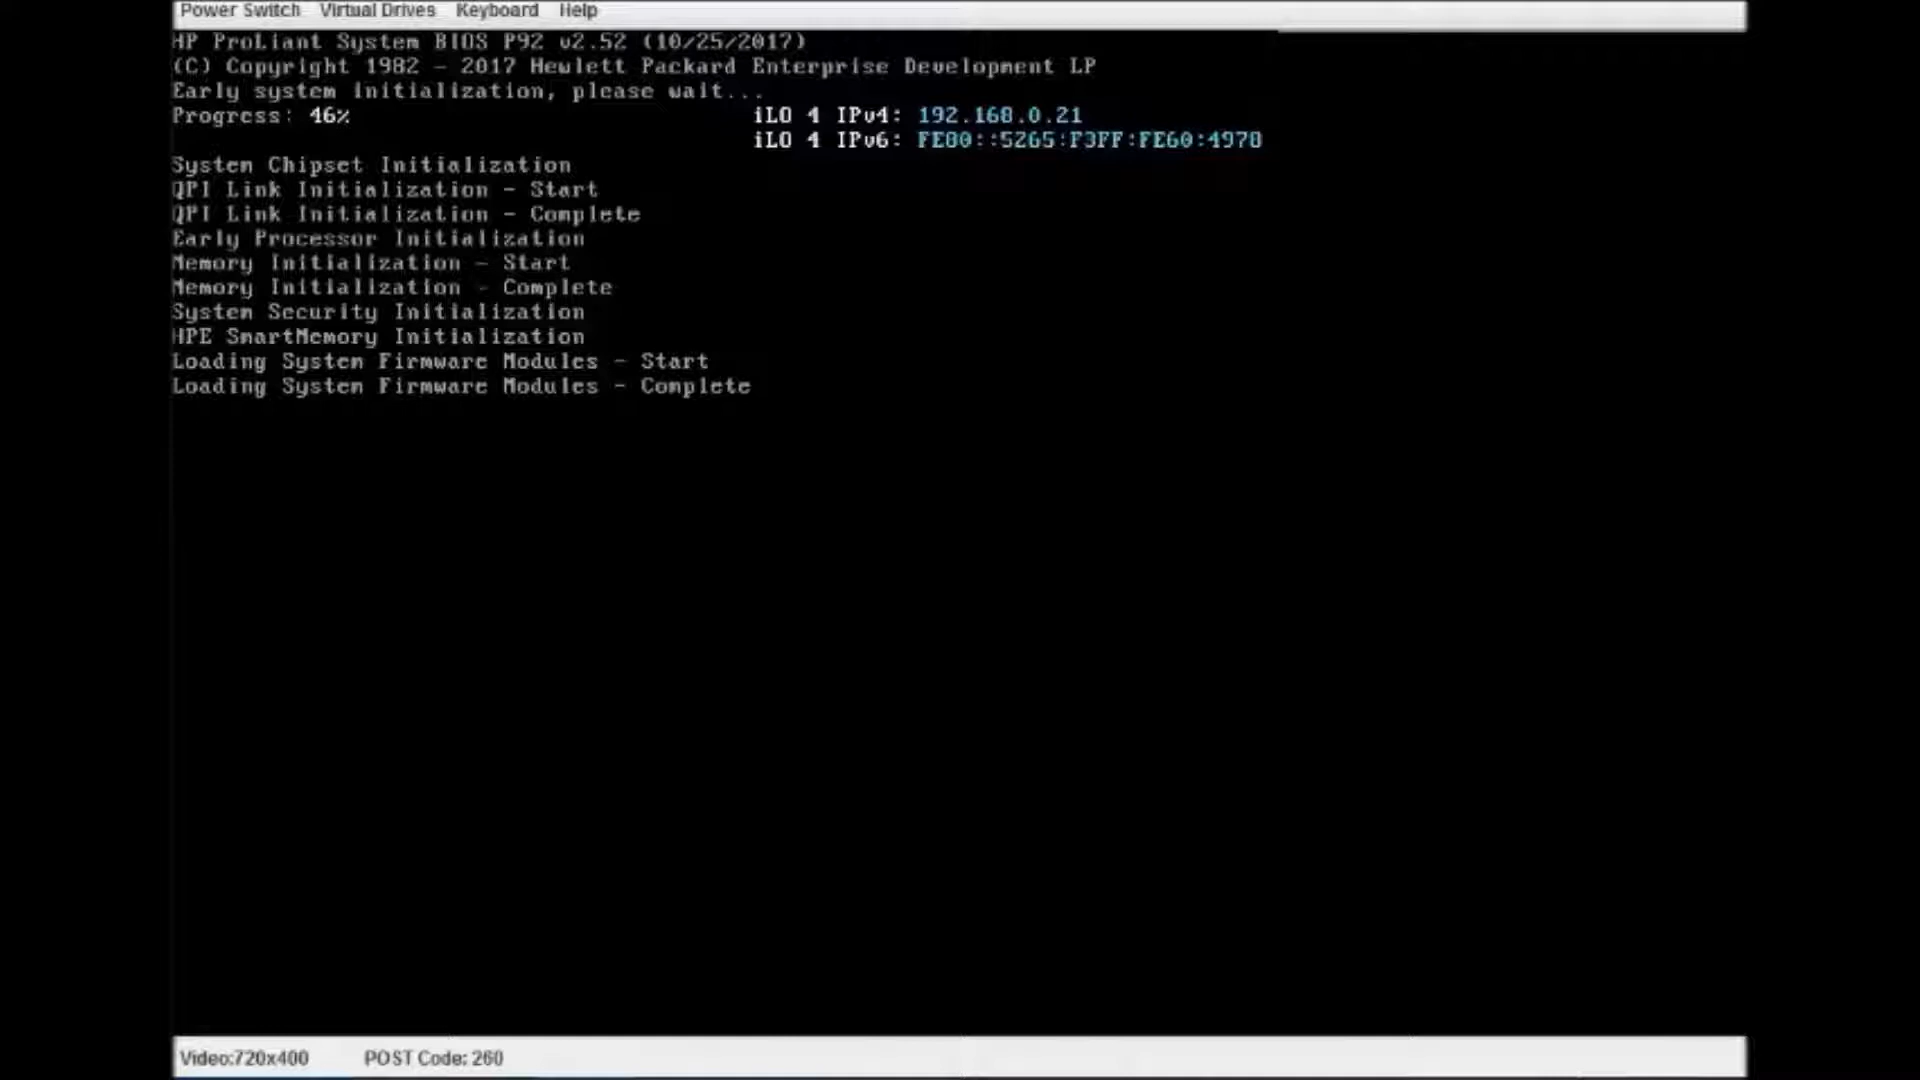 Power Switch Virtual Drives Keyboard Help
HP ProLiant System BIOS P92 v2.52 (10/25/2017)
(C) Copyright 1982 - 2017 Hewlett Packard Enterprise Development LP
Early system initialization, please wait...
Progress: 46% iLO 4 IPv4: 192.168.0.21
iLO 4 IPv6: FE80::5265:F3FF:FE60:4978
System Chipset Initialization
QPI Link Initialization - Start
QPI Link Initialization - Complete
Early Processor Initialization
Memory Initialization - Start
Memory Initialization - Complete
System Security Initialization
HPE SmartMemory Initialization
Loading System Firmware Modules - Start
Loading System Firmware Modules - Complete
Video:720x400 POST Code: 260